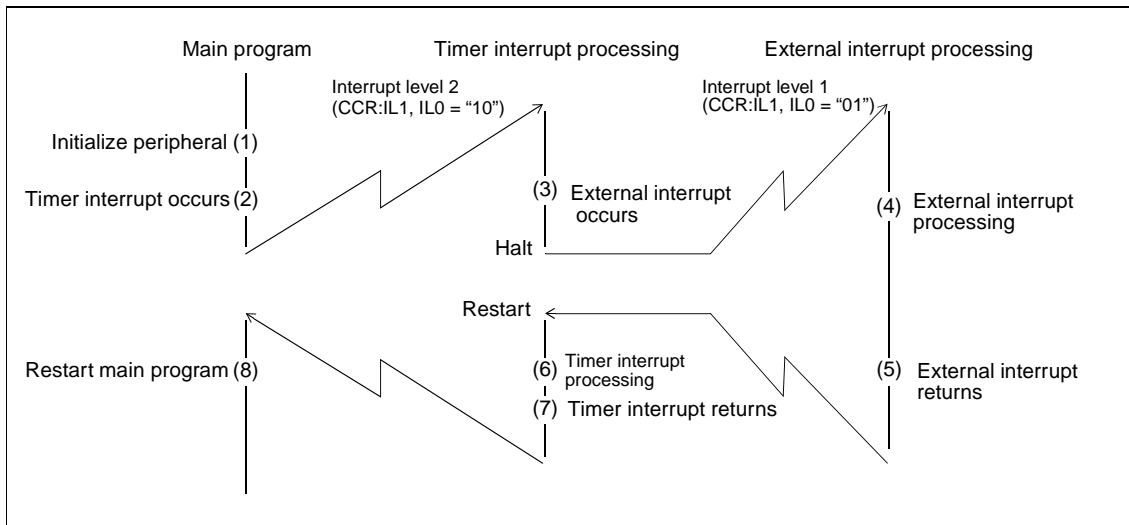 Main program
Timer interrupt processing
External interrupt processing
Interrupt level 2
(CCR:IL1, IL0 = “10”)
Interrupt level 1
(CCR:IL1, IL0 = “01”)
Initialize peripheral (1)
Timer interrupt occurs (2)
(3) External interrupt
occurs
(4) External interrupt
processing
Halt
Restart
Restart main program (8)
(6) Timer interrupt
processing
(7) Timer interrupt returns
(5) External interrupt
returns